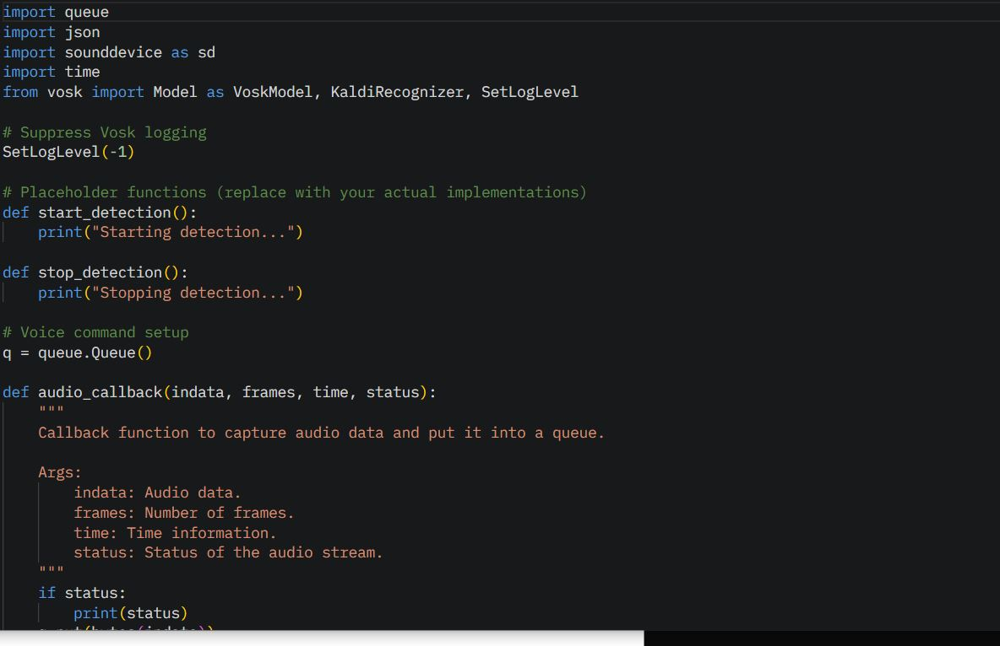 import queue
import json
import sounddevice as sd
import time
from vosk import Model as VoskModel, KaldiRecognizer, SetLogLevel

# Suppress Vosk logging
SetLogLevel(-1)

# Placeholder functions (replace with your actual implementations)
def start_detection():
    print("Starting detection...")

def stop_detection():
    print("Stopping detection...")

# Voice command setup
q = queue.Queue()

def audio_callback(indata, frames, time, status):
    """
    Callback function to capture audio data and put it into a queue.

    Args:
        indata: Audio data.
        frames: Number of frames.
        time: Time information.
        status: Status of the audio stream.
    """
    if status:
        print(status)
    q.put(bytes(indata))